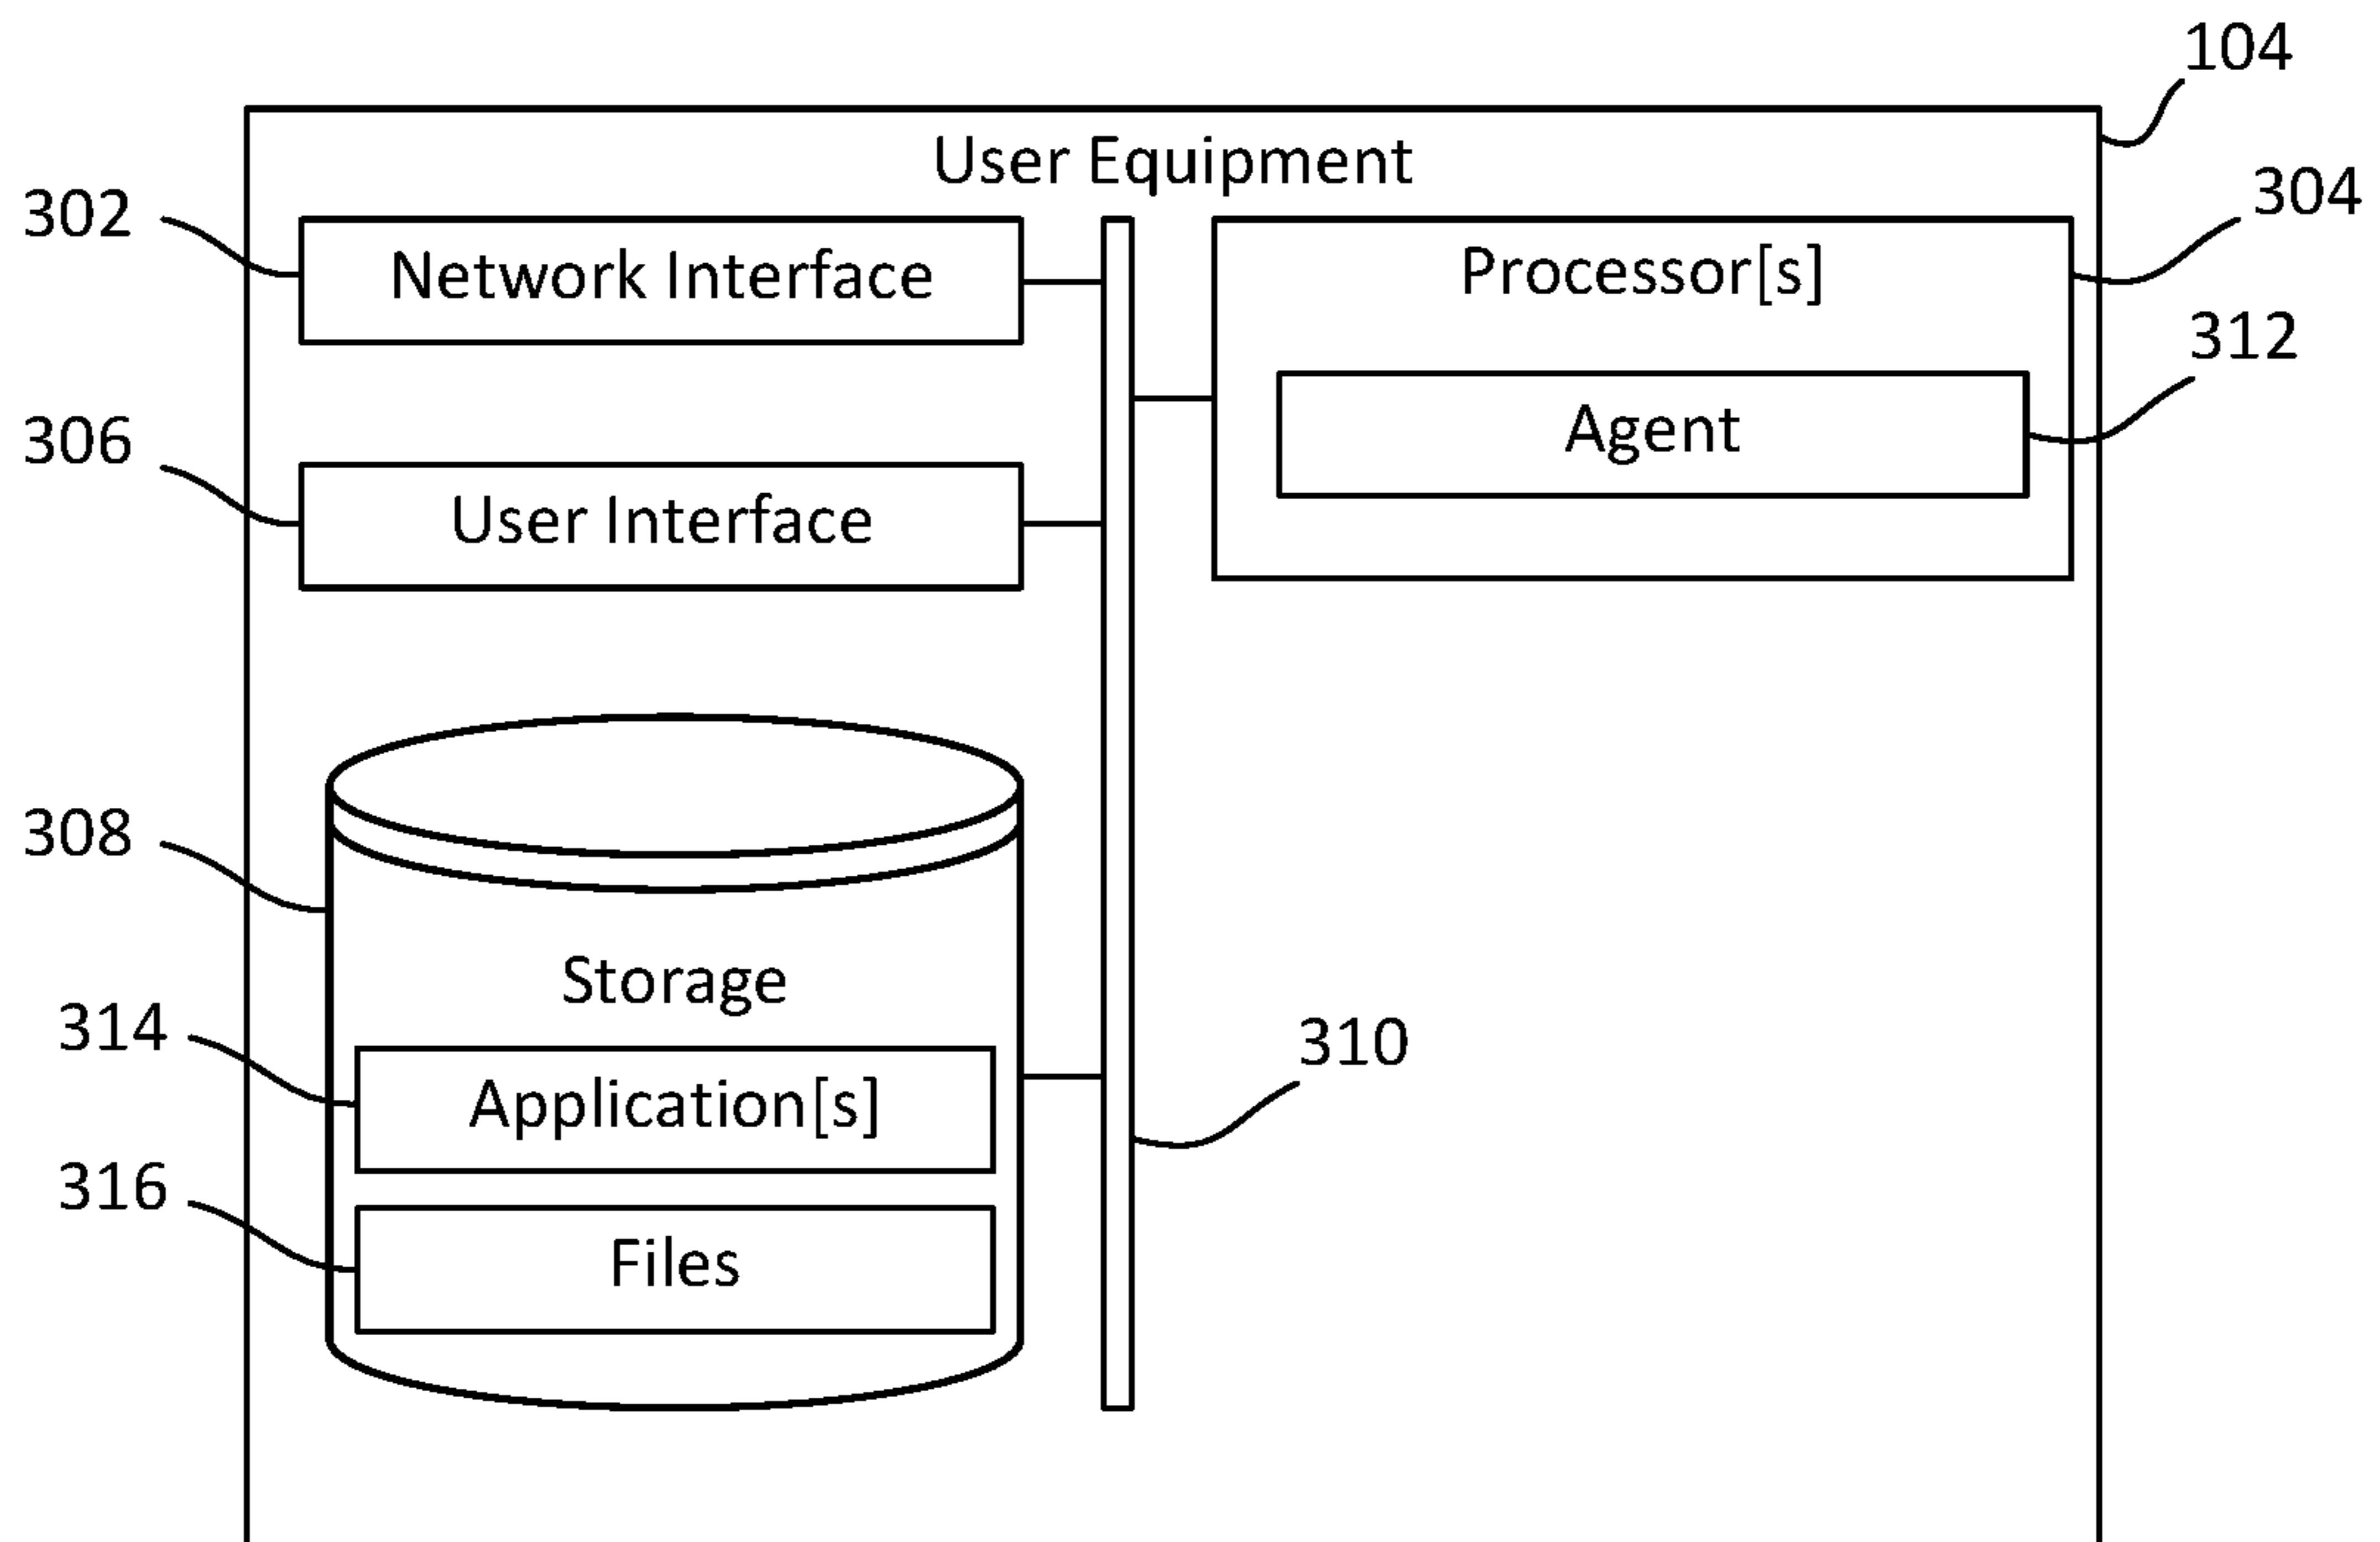 104
User Equipment
302
Network Interface
Processor[s]
304
312
Agent
306
User Interface
308
Storage
314
Application[s]
310
316
Files